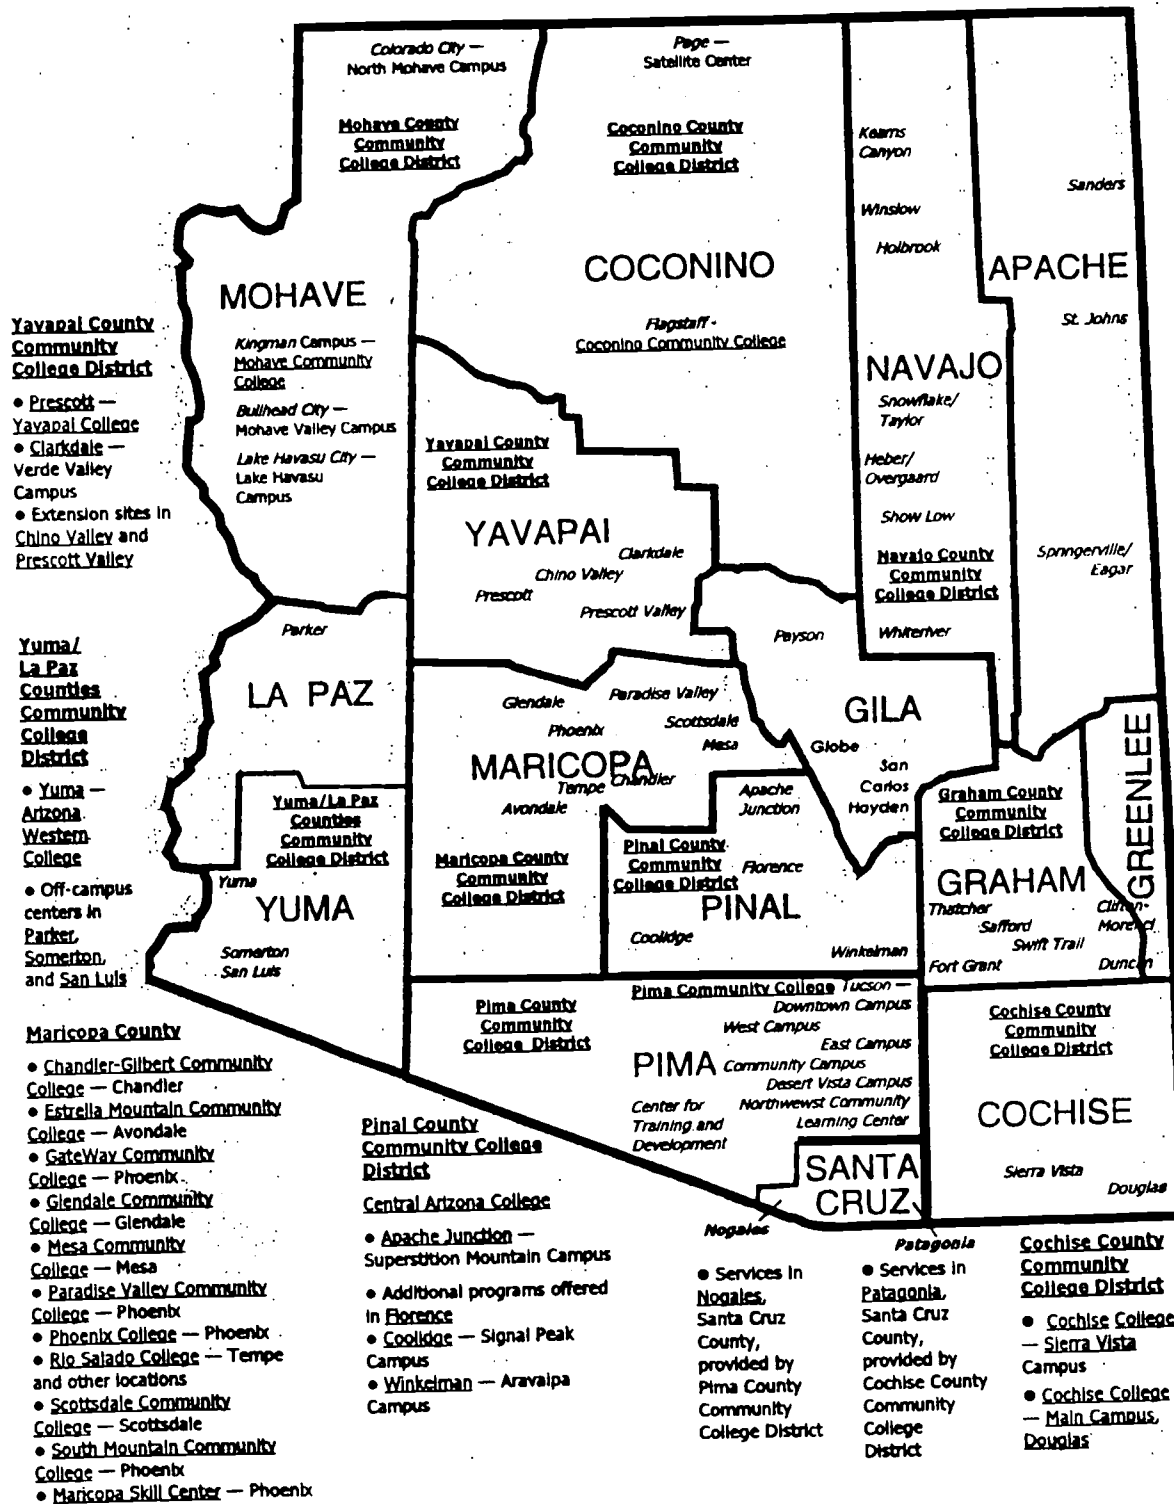 Colorado City —
North Mohave Campus
Mohave County
Community
College District
MOHAVE
Kingman Campus —
Mohave Community
College
Bullhead City —
Mohave Valley Campus
Lake Havasu City —
Lake Havasu
Campus
Page —
Satellite Center
Coconino County
Community
College District
COCONINO
Flagstaff -
Coconino Community College
Kearns
Canyon
Winslow
Holbrook
NAVAJO
Snowflake/
Taylor
Heber/
Overgaard
Show Low
Navajo County
Community
College District
Whiteriver
Sanders
APACHE
St. Johns
Springerville/
Eagar
Yavapai County
Community
College District
YAVAPAI
Clarkdale
Chino Valley
Prescott
Prescott Valley
Parker
LA PAZ
Yuma/La Paz
Counties
Community
College District
Yuma
YUMA
Somerton
San Luis
Glendale
Paradise Valley
Phoenix
Scottsdale
Mesa
MARICOPA
Tempe Chandler
Avondale
Maricopa County
Community
College District
Payson
GILA
Globe
San
Carlos
Hayden
Apache
Junction
Pinal County
Community
College District
Florence
PINAL
Coolidge
Winkelman
Graham County
Community
College District
GRAHAM
Thatcher
Safford
Swift Trail
Fort Grant
GREENLEE
Clifton-
Morenci
Duncan
Pima County
Community
College District
Pima Community College Tucson —
Downtown Campus
West Campus
East Campus
PIMA
Community Campus
Desert Vista Campus
Northwewst Community
Learning Center
Center for
Training and
Development
SANTA
CRUZ
Nogales
Patagonia
Cochise County
Community
College District
COCHISE
Sierra Vista
Douglas
Yavapai County
Community
College District
• Prescott —
Yavapai College
• Clarkdale —
Verde Valley
Campus
• Extension sites in
Chino Valley and
Prescott Valley
Yuma/
La Paz
Counties
Community
College
District
• Yuma —
Arizona
Western
College
• Off-campus
centers in
Parker,
Somerton,
and San Luis
Maricopa County
• Chandler-Gilbert Community
College — Chandler
• Estrella Mountain Community
College — Avondale
• GateWay Community
College — Phoenix
• Glendale Community
College — Glendale
• Mesa Community
College — Mesa
• Paradise Valley Community
College — Phoenix
• Phoenix College — Phoenix
• Rio Salado College — Tempe
and other locations
• Scottsdale Community
College — Scottsdale
• South Mountain Community
College — Phoenix
• Maricopa Skill Center — Phoenix
Pinal County
Community College
District
Central Arizona College
• Apache Junction —
Superstition Mountain Campus
• Additional programs offered
in Florence
• Coolidge — Signal Peak
Campus
• Winkelman — Aravaipa
Campus
• Services in
Nogales,
Santa Cruz
County,
provided by
Pima County
Community
College District
• Services in
Patagonia,
Santa Cruz
County,
provided by
Cochise County
Community
College
District
Cochise County
Community
College District
• Cochise College
— Sierra Vista
Campus
• Cochise College
— Main Campus,
Douglas